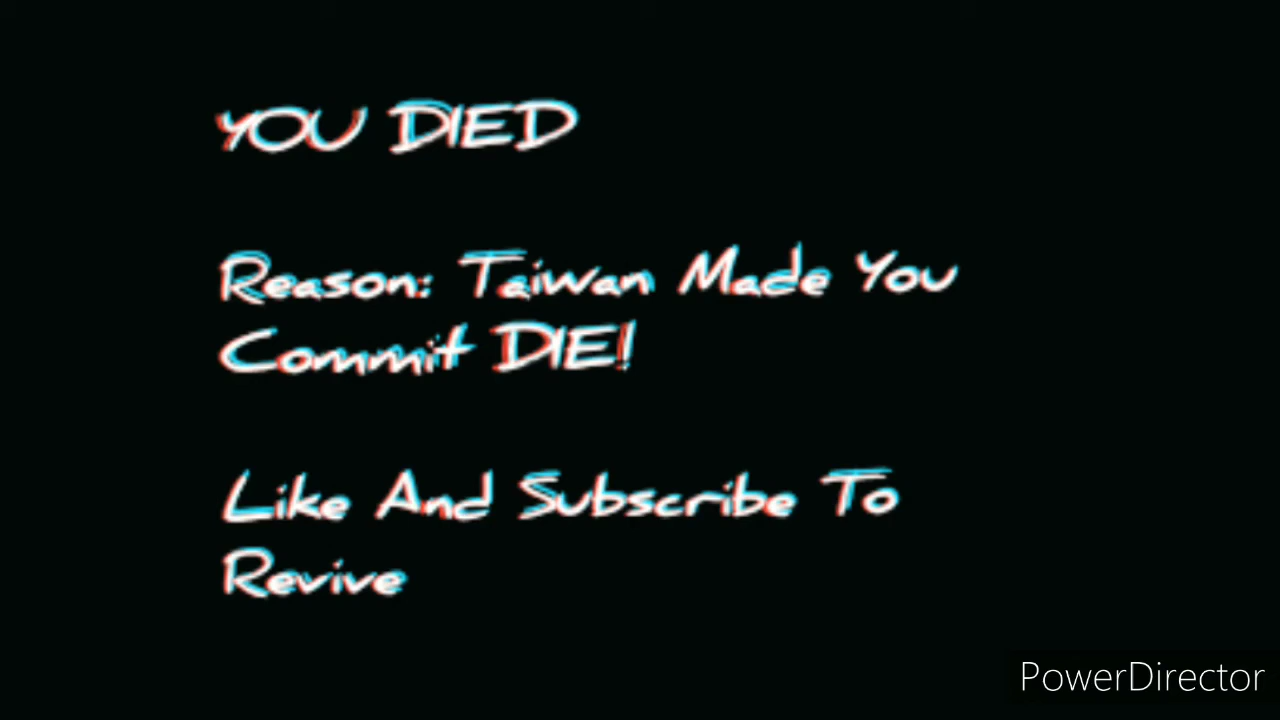 YOU DIED
Reason: Taiwan Made You
Commit DIE!
Like And Subscribe To
Revive
PowerDirector